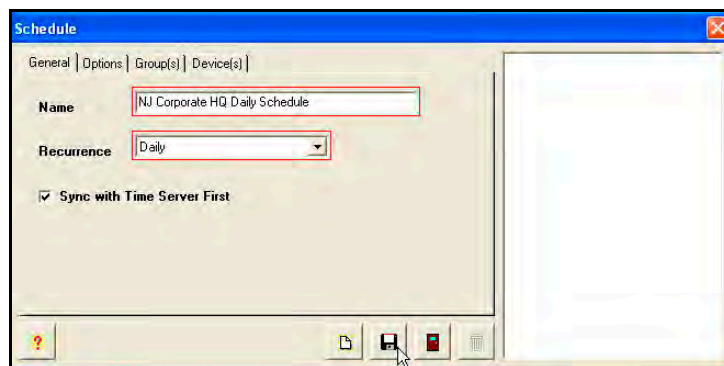 Schedule
General Options Group(s) Device(s)
Name NJ Corporate HQ Daily Schedule
Recurrence Daily
Sync with Time Server First
?